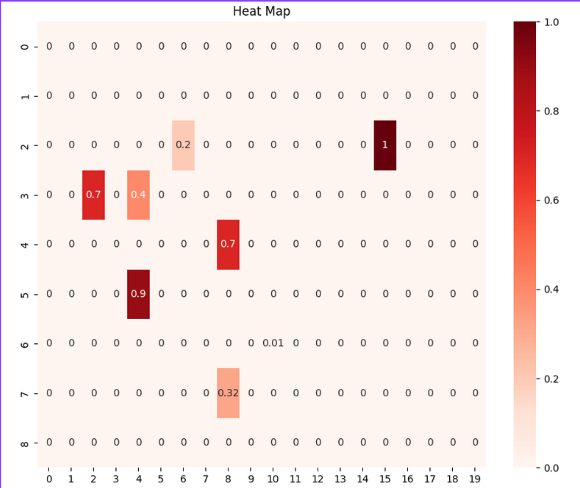 Heat Map
0 0 0 0 0 0 0 0 0 0 0 0 0 0 0 0 0 0 0 0 0
1 0 0 0 0 0 0 0 0 0 0 0 0 0 0 0 0 0 0 0 0
2 0 0 0 0 0 0 0.2 0 0 0 0 0 0 0 0 1 0 0 0 0
3 0 0 0.7 0 0.4 0 0 0 0 0 0 0 0 0 0 0 0 0 0 0
4 0 0 0 0 0 0 0 0 0.7 0 0 0 0 0 0 0 0 0 0 0
5 0 0 0 0 0.9 0 0 0 0 0 0 0 0 0 0 0 0 0 0 0
6 0 0 0 0 0 0 0 0 0 0 0.01 0 0 0 0 0 0 0 0 0
7 0 0 0 0 0 0 0 0 0.32 0 0 0 0 0 0 0 0 0 0 0
8 0 0 0 0 0 0 0 0 0 0 0 0 0 0 0 0 0 0 0 0
0 1 2 3 4 5 6 7 8 9 10 11 12 13 14 15 16 17 18 19
1.0
0.8
0.6
0.4
0.2
0.0